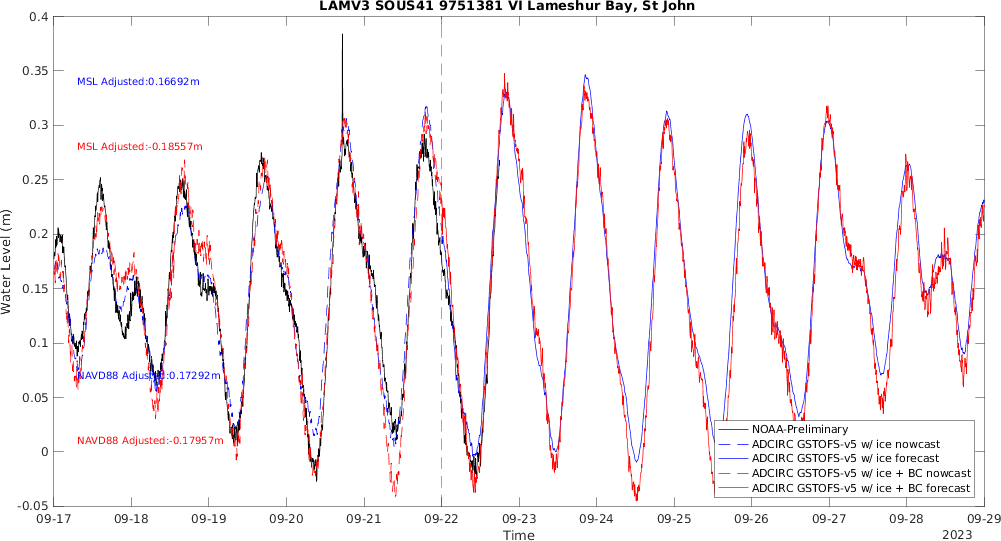 LAMV3 SOUS41 9751381 VI Lameshur Bay, St John
0.4
0.35
0.3
0.25
0.2
0.15
0.1
0.05
0
-0.05
Water Level (m)
MSL Adjusted:0.16692m
MSL Adjusted:-0.18557m
NAVD88 Adjusted:0.17292m
NAVD88 Adjusted:-0.17957m
NOAA-Preliminary
ADCIRC GSTOFS-v5 w/ ice nowcast
ADCIRC GSTOFS-v5 w/ ice forecast
ADCIRC GSTOFS-v5 w/ ice + BC nowcast
ADCIRC GSTOFS-v5 w/ ice + BC forecast
09-17 09-18 09-19 09-20 09-21 09-22 09-23 09-24 09-25 09-26 09-27 09-28 09-29
Time
2023